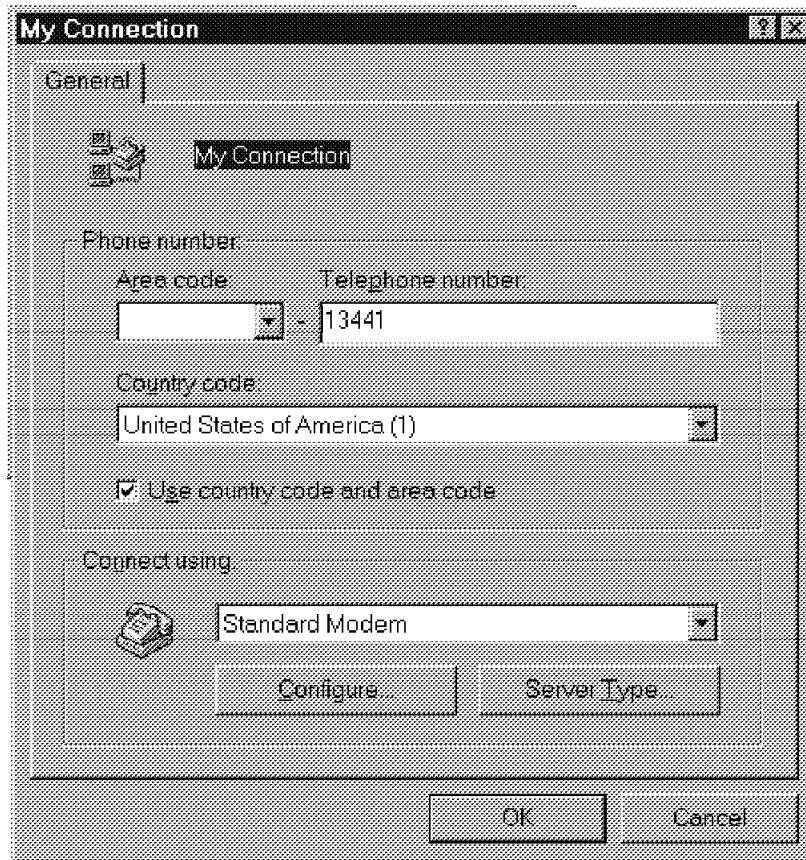 My Connection
General
My Connection
Phone number:
Area code:
Telephone number:
- 13441
Country code:
United States of America (1)
Use country code and area code
Connect using:
Standard Modem
Configure...
Server Type...
OK
Cancel